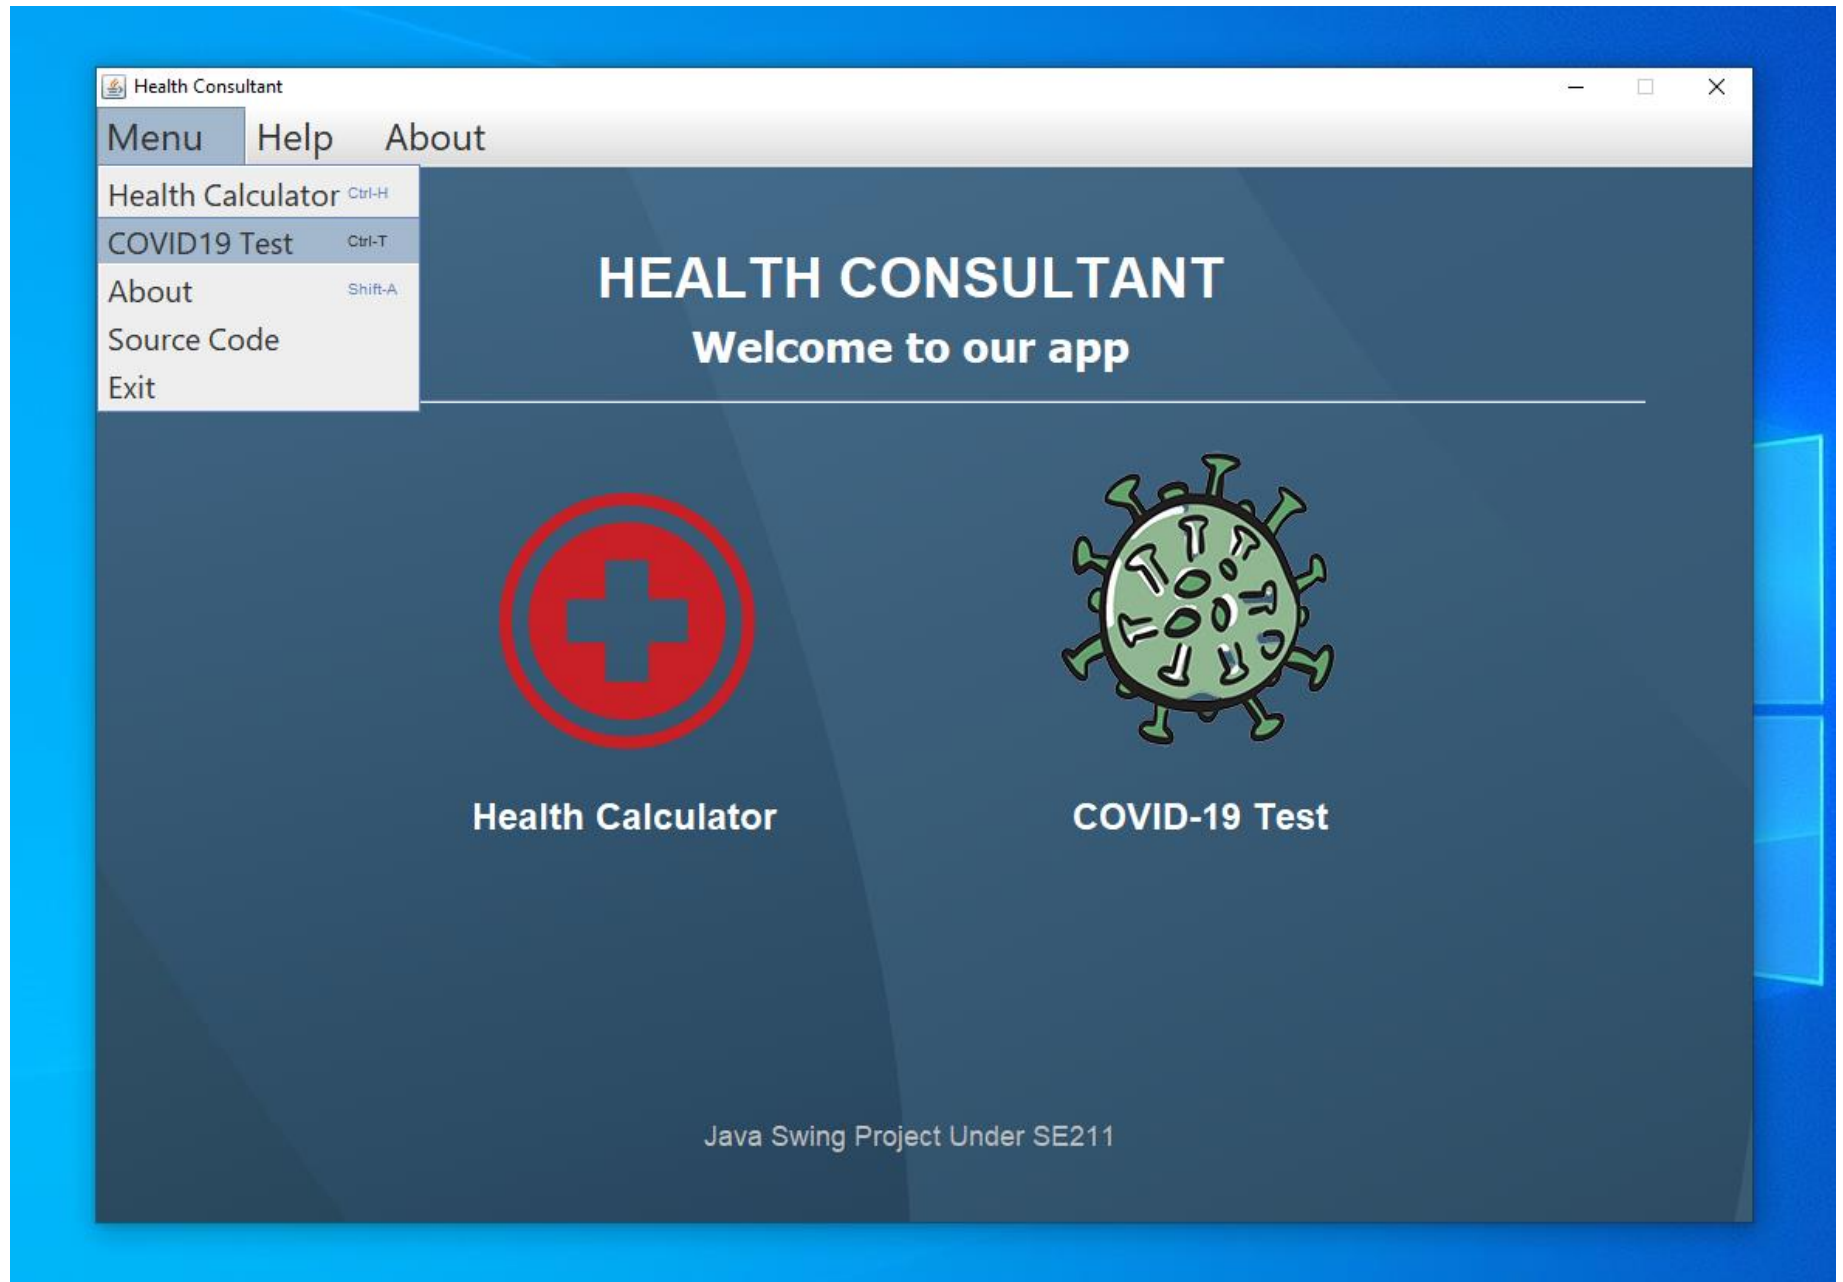 Health Consultant
Menu Help About
Health Calculator Ctrl-H
COVID19 Test Ctrl-T
About Shift-A
Source Code
Exit
HEALTH CONSULTANT
Welcome to our app
Health Calculator
COVID-19 Test
Java Swing Project Under SE211